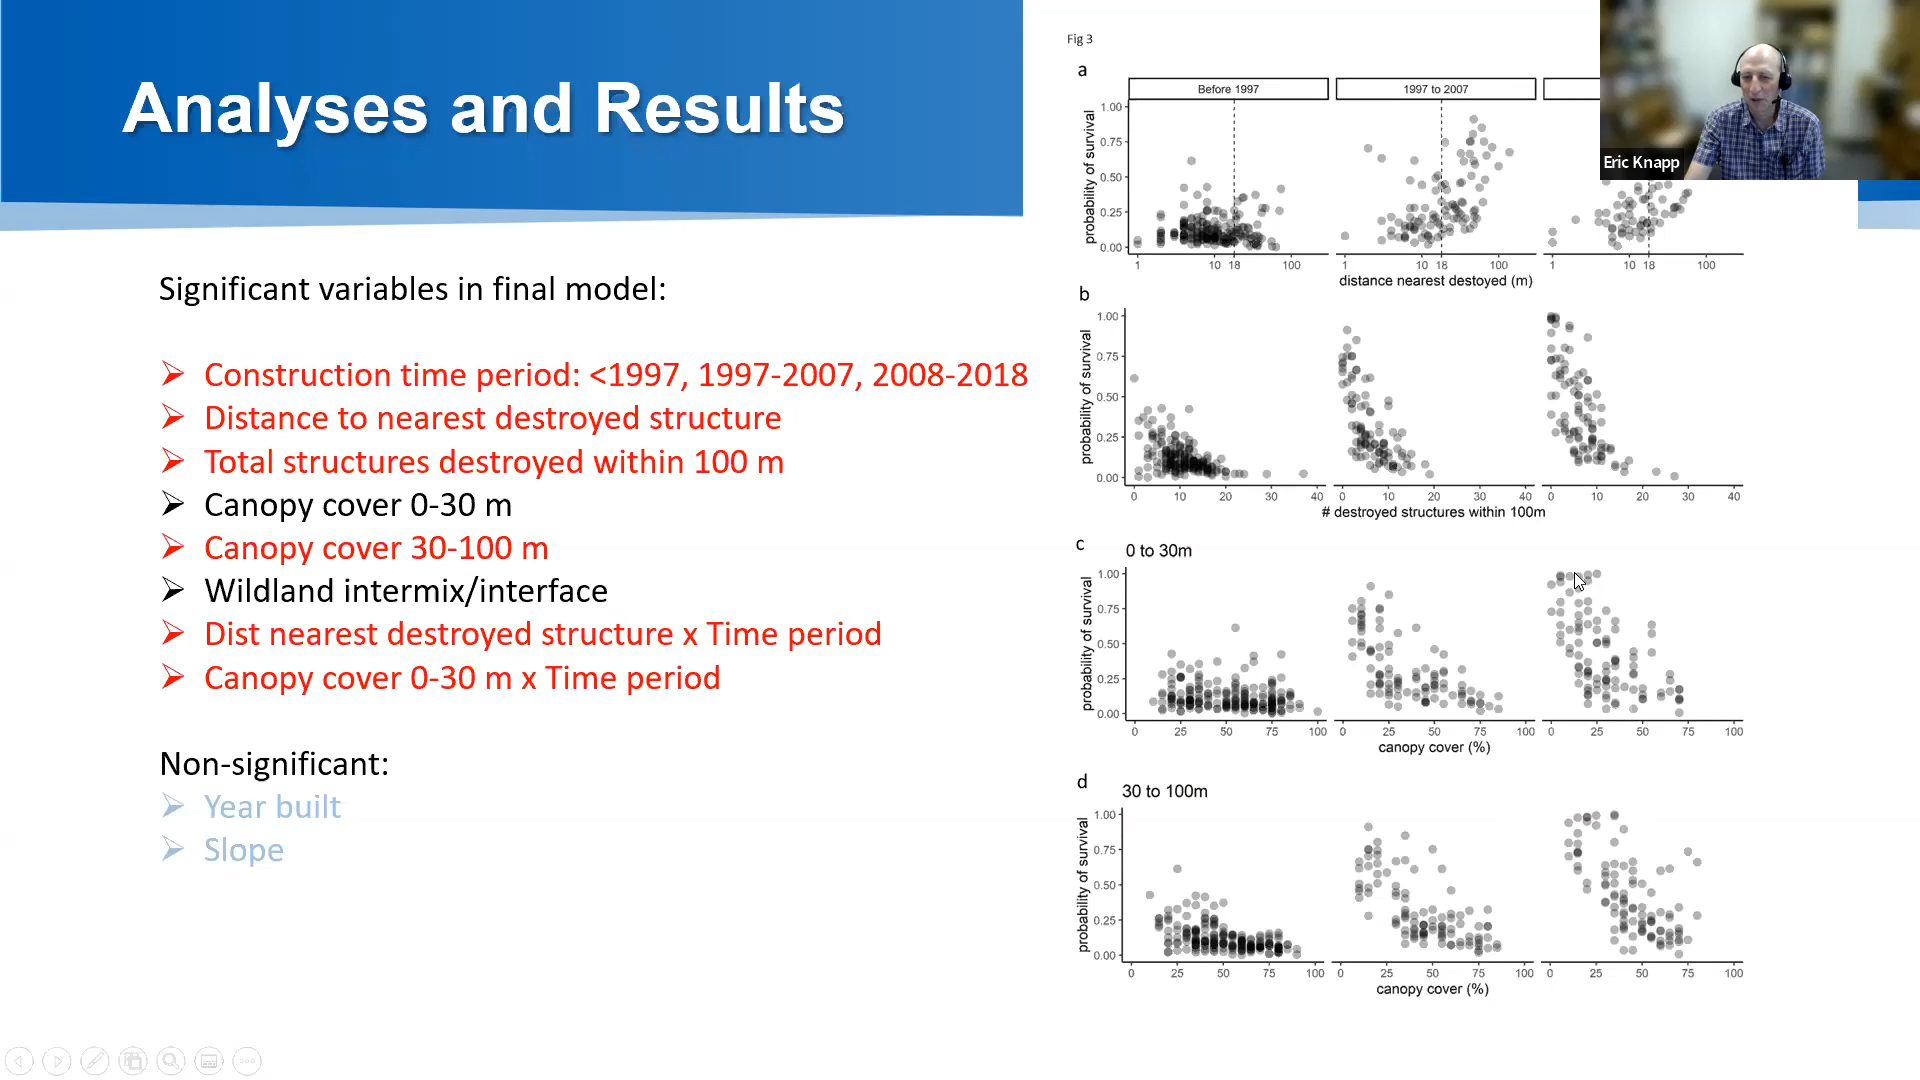 Analyses and Results
Significant variables in final model:
Construction time period: <1997, 1997-2007, 2008-2018
Distance to nearest destroyed structure
Total structures destroyed within 100 m
Canopy cover 0-30 m
Canopy cover 30-100 m
Wildland intermix/interface
Dist nearest destroyed structure x Time period
Canopy cover 0-30 m x Time period
Non-significant:
Year built
Slope
Fig 3
a
Before 1997
1997 to 2007
probability of survival
1.00
0.75
0.50
0.25
0.00
1 10 18 100
1 10 18 100
1 10 18 100
distance nearest destoyed (m)
b
probability of survival
1.00
0.75
0.50
0.25
0.00
0 10 20 30 40
0 10 20 30 40
0 10 20 30 40
# destroyed structures within 100m
c
0 to 30m
probability of survival
1.00
0.75
0.50
0.25
0.00
25 50 75 100
0 25 50 75 100
0 25 50 75 100
canopy cover (%)
d
30 to 100m
probability of survival
1.00
0.75
0.50
0.25
0.00
0 25 50 75 100
0 25 50 75 100
0 25 50 75 100
canopy cover (%)
Eric Knapp